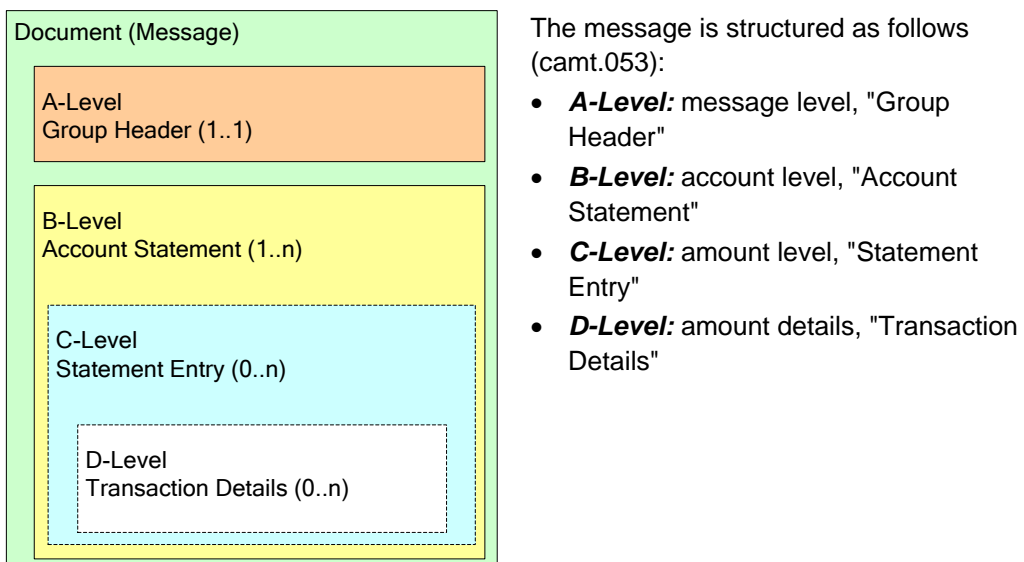 Document (Message)
A-Level
Group Header (1..1)
B-Level
Account Statement (1..n)
C-Level
Statement Entry (0..n)
D-Level
Transaction Details (0..n)
The message is structured as follows
(camt.053):
• A-Level: message level, "Group
Header"
• B-Level: account level, "Account
Statement"
• C-Level: amount level, "Statement
Entry"
• D-Level: amount details, "Transaction
Details"